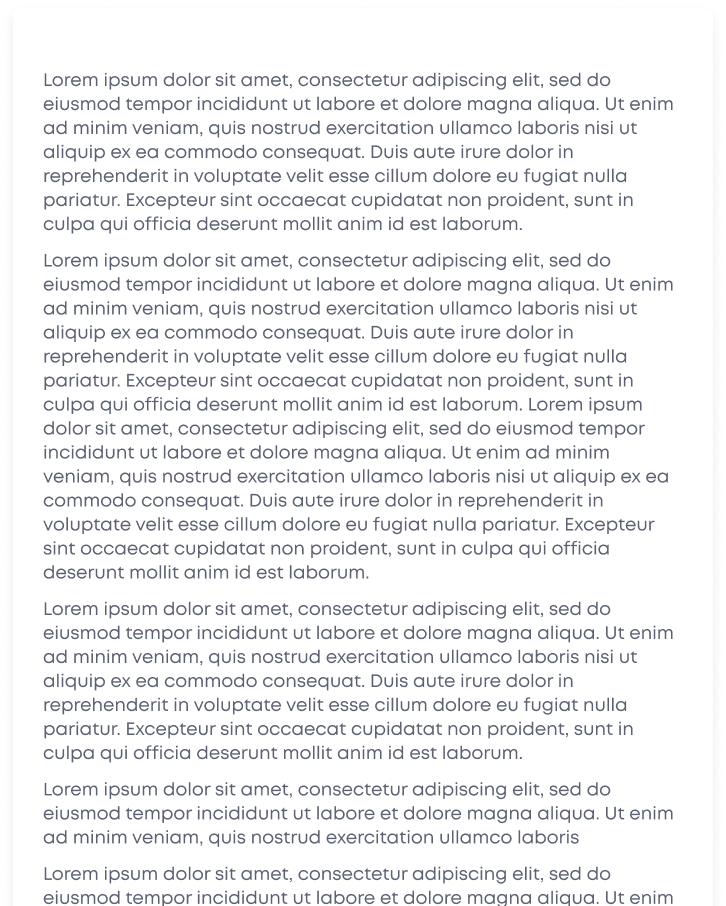 Lorem ipsum dolor sit amet, consectetur adipiscing elit, sed do
eiusmod tempor incididunt ut labore et dolore magna aliqua. Ut enim
ad minim veniam, quis nostrud exercitation ullamco laboris nisi ut
aliquip ex ea commodo consequat. Duis aute irure dolor in
reprehenderit in voluptate velit esse cillum dolore eu fugiat nulla
pariatur. Excepteur sint occaecat cupidatat non proident, sunt in
culpa qui officia deserunt mollit anim id est laborum.
Lorem ipsum dolor sit amet, consectetur adipiscing elit, sed do
eiusmod tempor incididunt ut labore et dolore magna aliqua. Ut enim
ad minim veniam, quis nostrud exercitation ullamco laboris nisi ut
aliquip ex ea commodo consequat. Duis aute irure dolor in
reprehenderit in voluptate velit esse cillum dolore eu fugiat nulla
pariatur. Excepteur sint occaecat cupidatat non proident, sunt in
culpa qui officia deserunt mollit anim id est laborum. Lorem ipsum
dolor sit amet, consectetur adipiscing elit, sed do eiusmod tempor
incididunt ut labore et dolore magna aliqua. Ut enim ad minim
veniam, quis nostrud exercitation ullamco laboris nisi ut aliquip ex ea
commodo consequat. Duis aute irure dolor in reprehenderit in
voluptate velit esse cillum dolore eu fugiat nulla pariatur. Excepteur
sint occaecat cupidatat non proident, sunt in culpa qui officia
deserunt mollit anim id est laborum.
Lorem ipsum dolor sit amet, consectetur adipiscing elit, sed do
eiusmod tempor incididunt ut labore et dolore magna aliqua. Ut enim
ad minim veniam, quis nostrud exercitation ullamco laboris nisi ut
aliquip ex ea commodo consequat. Duis aute irure dolor in
reprehenderit in voluptate velit esse cillum dolore eu fugiat nulla
pariatur. Excepteur sint occaecat cupidatat non proident, sunt in
culpa qui officia deserunt mollit anim id est laborum.
Lorem ipsum dolor sit amet, consectetur adipiscing elit, sed do
eiusmod tempor incididunt ut labore et dolore magna aliqua. Ut enim
ad minim veniam, quis nostrud exercitation ullamco laboris
Lorem ipsum dolor sit amet, consectetur adipiscing elit, sed do
eiusmod tempor incididunt ut labore et dolore magna aliqua. Ut enim